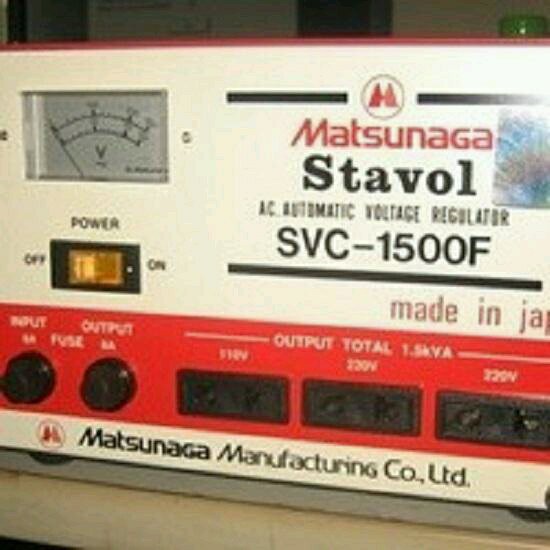 V
Matsunaga
Stavol
A.C. AUTOMATIC VOLTAGE REGULATOR
SVC-1500F
made in
POWER
OFF
ON
INPUT
OUTPUT
FUSE
OUTPUT TOTAL 1.5kVA
110V
220V
220V
Matsunaga Manufacturing Co., Ltd.